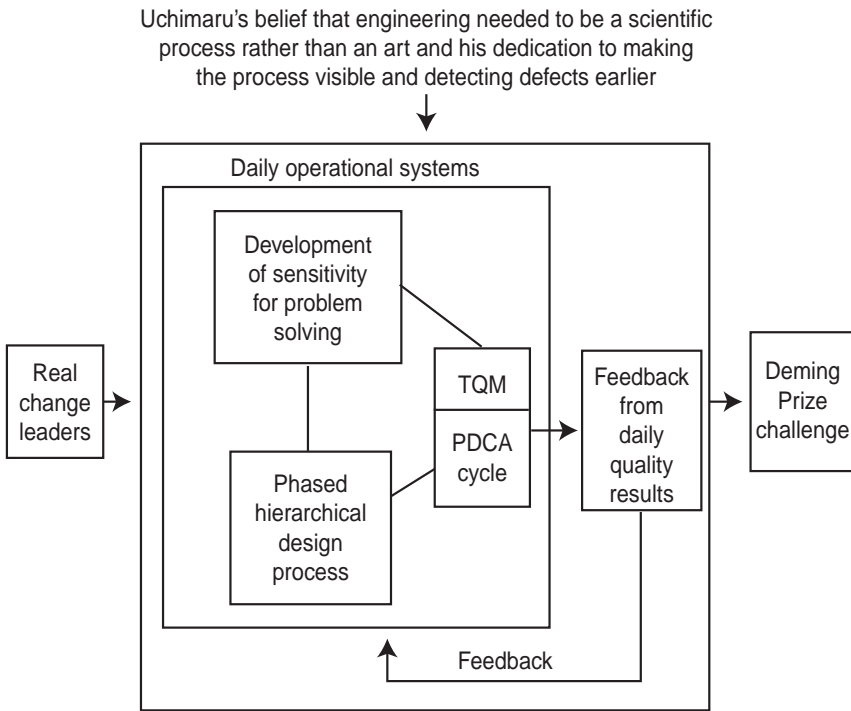 Uchimaru's belief that engineering needed to be a scientific
process rather than an art and his dedication to making
the process visible and detecting defects earlier
Daily operational systems
Development
of sensitivity
for problem
solving
Real
change
leaders
TQM
PDCA
cycle
Phased
hierarchical
design
process
Feedback
from
daily
quality
results
Deming
Prize
challenge
Feedback